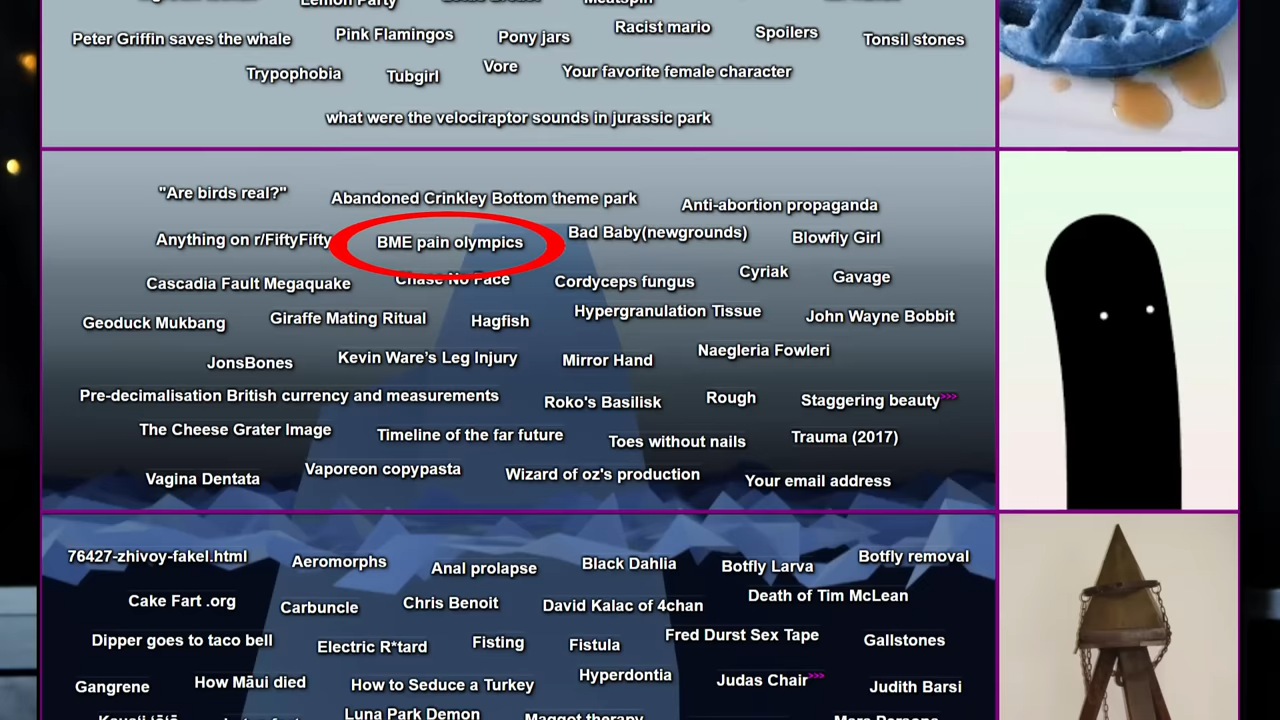 Lemon Party
Meatspin
Peter Griffin saves the whale Pink Flamingos Pony jars Racist mario Spoilers Tonsil stones
Trypophobia Tubgirl Vore Your favorite female character
what were the velociraptor sounds in jurassic park
"Are birds real?" Abandoned Crinkley Bottom theme park Anti-abortion propaganda
Anything on r/FiftyFifty BME pain olympics Bad Baby(newgrounds) Blowfly Girl
Cascadia Fault Megaquake Chase No Face Cordyceps fungus Cyriak Gavage
Geoduck Mukbang Giraffe Mating Ritual Hagfish Hypergranulation Tissue John Wayne Bobbit
JonsBones Kevin Ware's Leg Injury Mirror Hand Naegleria Fowleri
Pre-decimalisation British currency and measurements Roko's Basilisk Rough Staggering beauty>>>
The Cheese Grater Image Timeline of the far future Toes without nails Trauma (2017)
Vagina Dentata Vaporeon copypasta Wizard of oz's production Your email address
76427-zhivoy-fakel.html Aeromorphs Anal prolapse Black Dahlia Botfly Larva Botfly removal
Cake Fart .org Carbuncle Chris Benoit David Kalac of 4chan Death of Tim McLean
Dipper goes to taco bell Electric R*tard Fisting Fistula Fred Durst Sex Tape Gallstones
Gangrene How Māui died How to Seduce a Turkey Hyperdontia Judas Chair>>> Judith Barsi
Luna Park Demon Maggot therapy